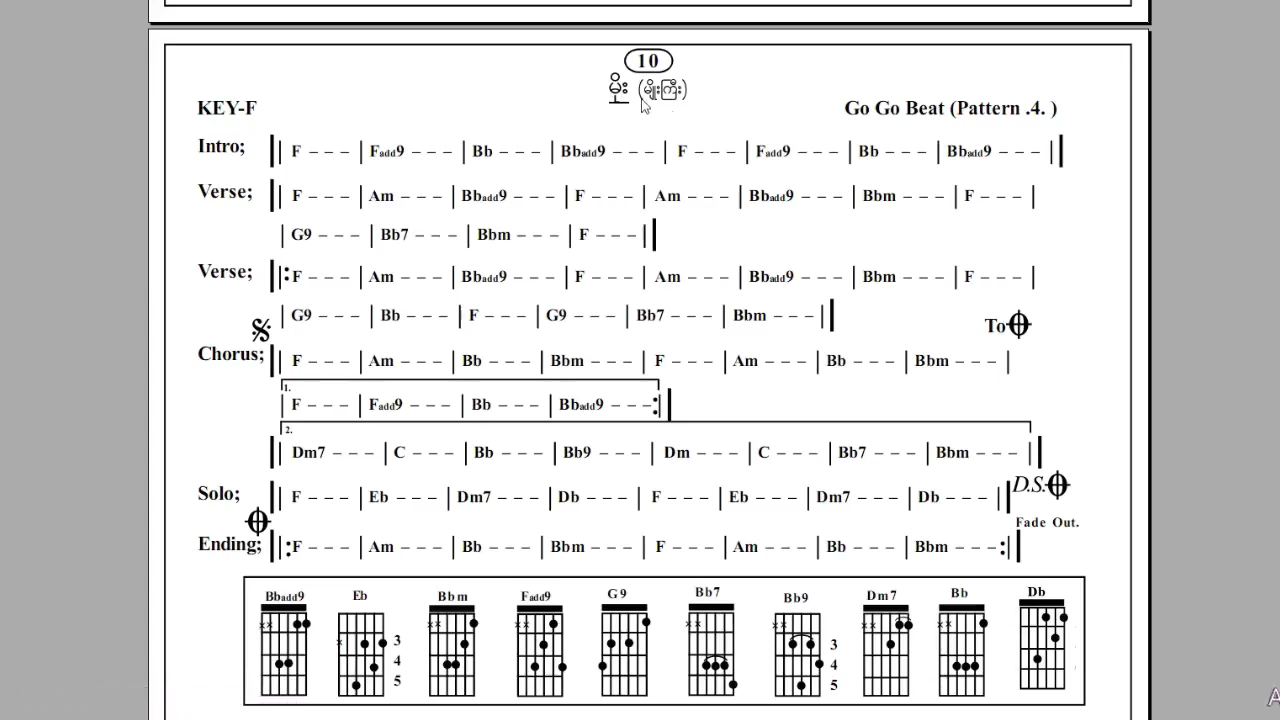 10
မိုး (မျိုးကြီး)
KEY-F
Go Go Beat (Pattern .4. )
Intro; F – – – | Fadd9 – – – | Bb – – – | Bbadd9 – – – | F – – – | Fadd9 – – – | Bb – – – | Bbadd9 – – – |
Verse; F – – – | Am – – – | Bbadd9 – – – | F – – – | Am – – – | Bbadd9 – – – | Bbm – – – | F – – – |
| G9 – – – | Bb7 – – – | Bbm – – – | F – – – |
Verse; |: F – – – | Am – – – | Bbadd9 – – – | F – – – | Am – – – | Bbadd9 – – – | Bbm – – – | F – – – |
| G9 – – – | Bb – – – | F – – – | G9 – – – | Bb7 – – – | Bbm – – – |
To
Chorus; F – – – | Am – – – | Bb – – – | Bbm – – – | F – – – | Am – – – | Bb – – – | Bbm – – – |
1.
| F – – – | Fadd9 – – – | Bb – – – | Bbadd9 – – – :|
2.
| Dm7 – – – | C – – – | Bb – – – | Bb9 – – – | Dm – – – | C – – – | Bb7 – – – | Bbm – – – |
Solo; F – – – | Eb – – – | Dm7 – – – | Db – – – | F – – – | Eb – – – | Dm7 – – – | Db – – – | D.S.
Fade Out.
Ending; |: F – – – | Am – – – | Bb – – – | Bbm – – – | F – – – | Am – – – | Bb – – – | Bbm – – – :|
Bbadd9 Eb Bbm Fadd9 G9 Bb7 Bb9 Dm7 Bb Db
x x x x x x x x x x x x x x x
3 3
4 4
5 5